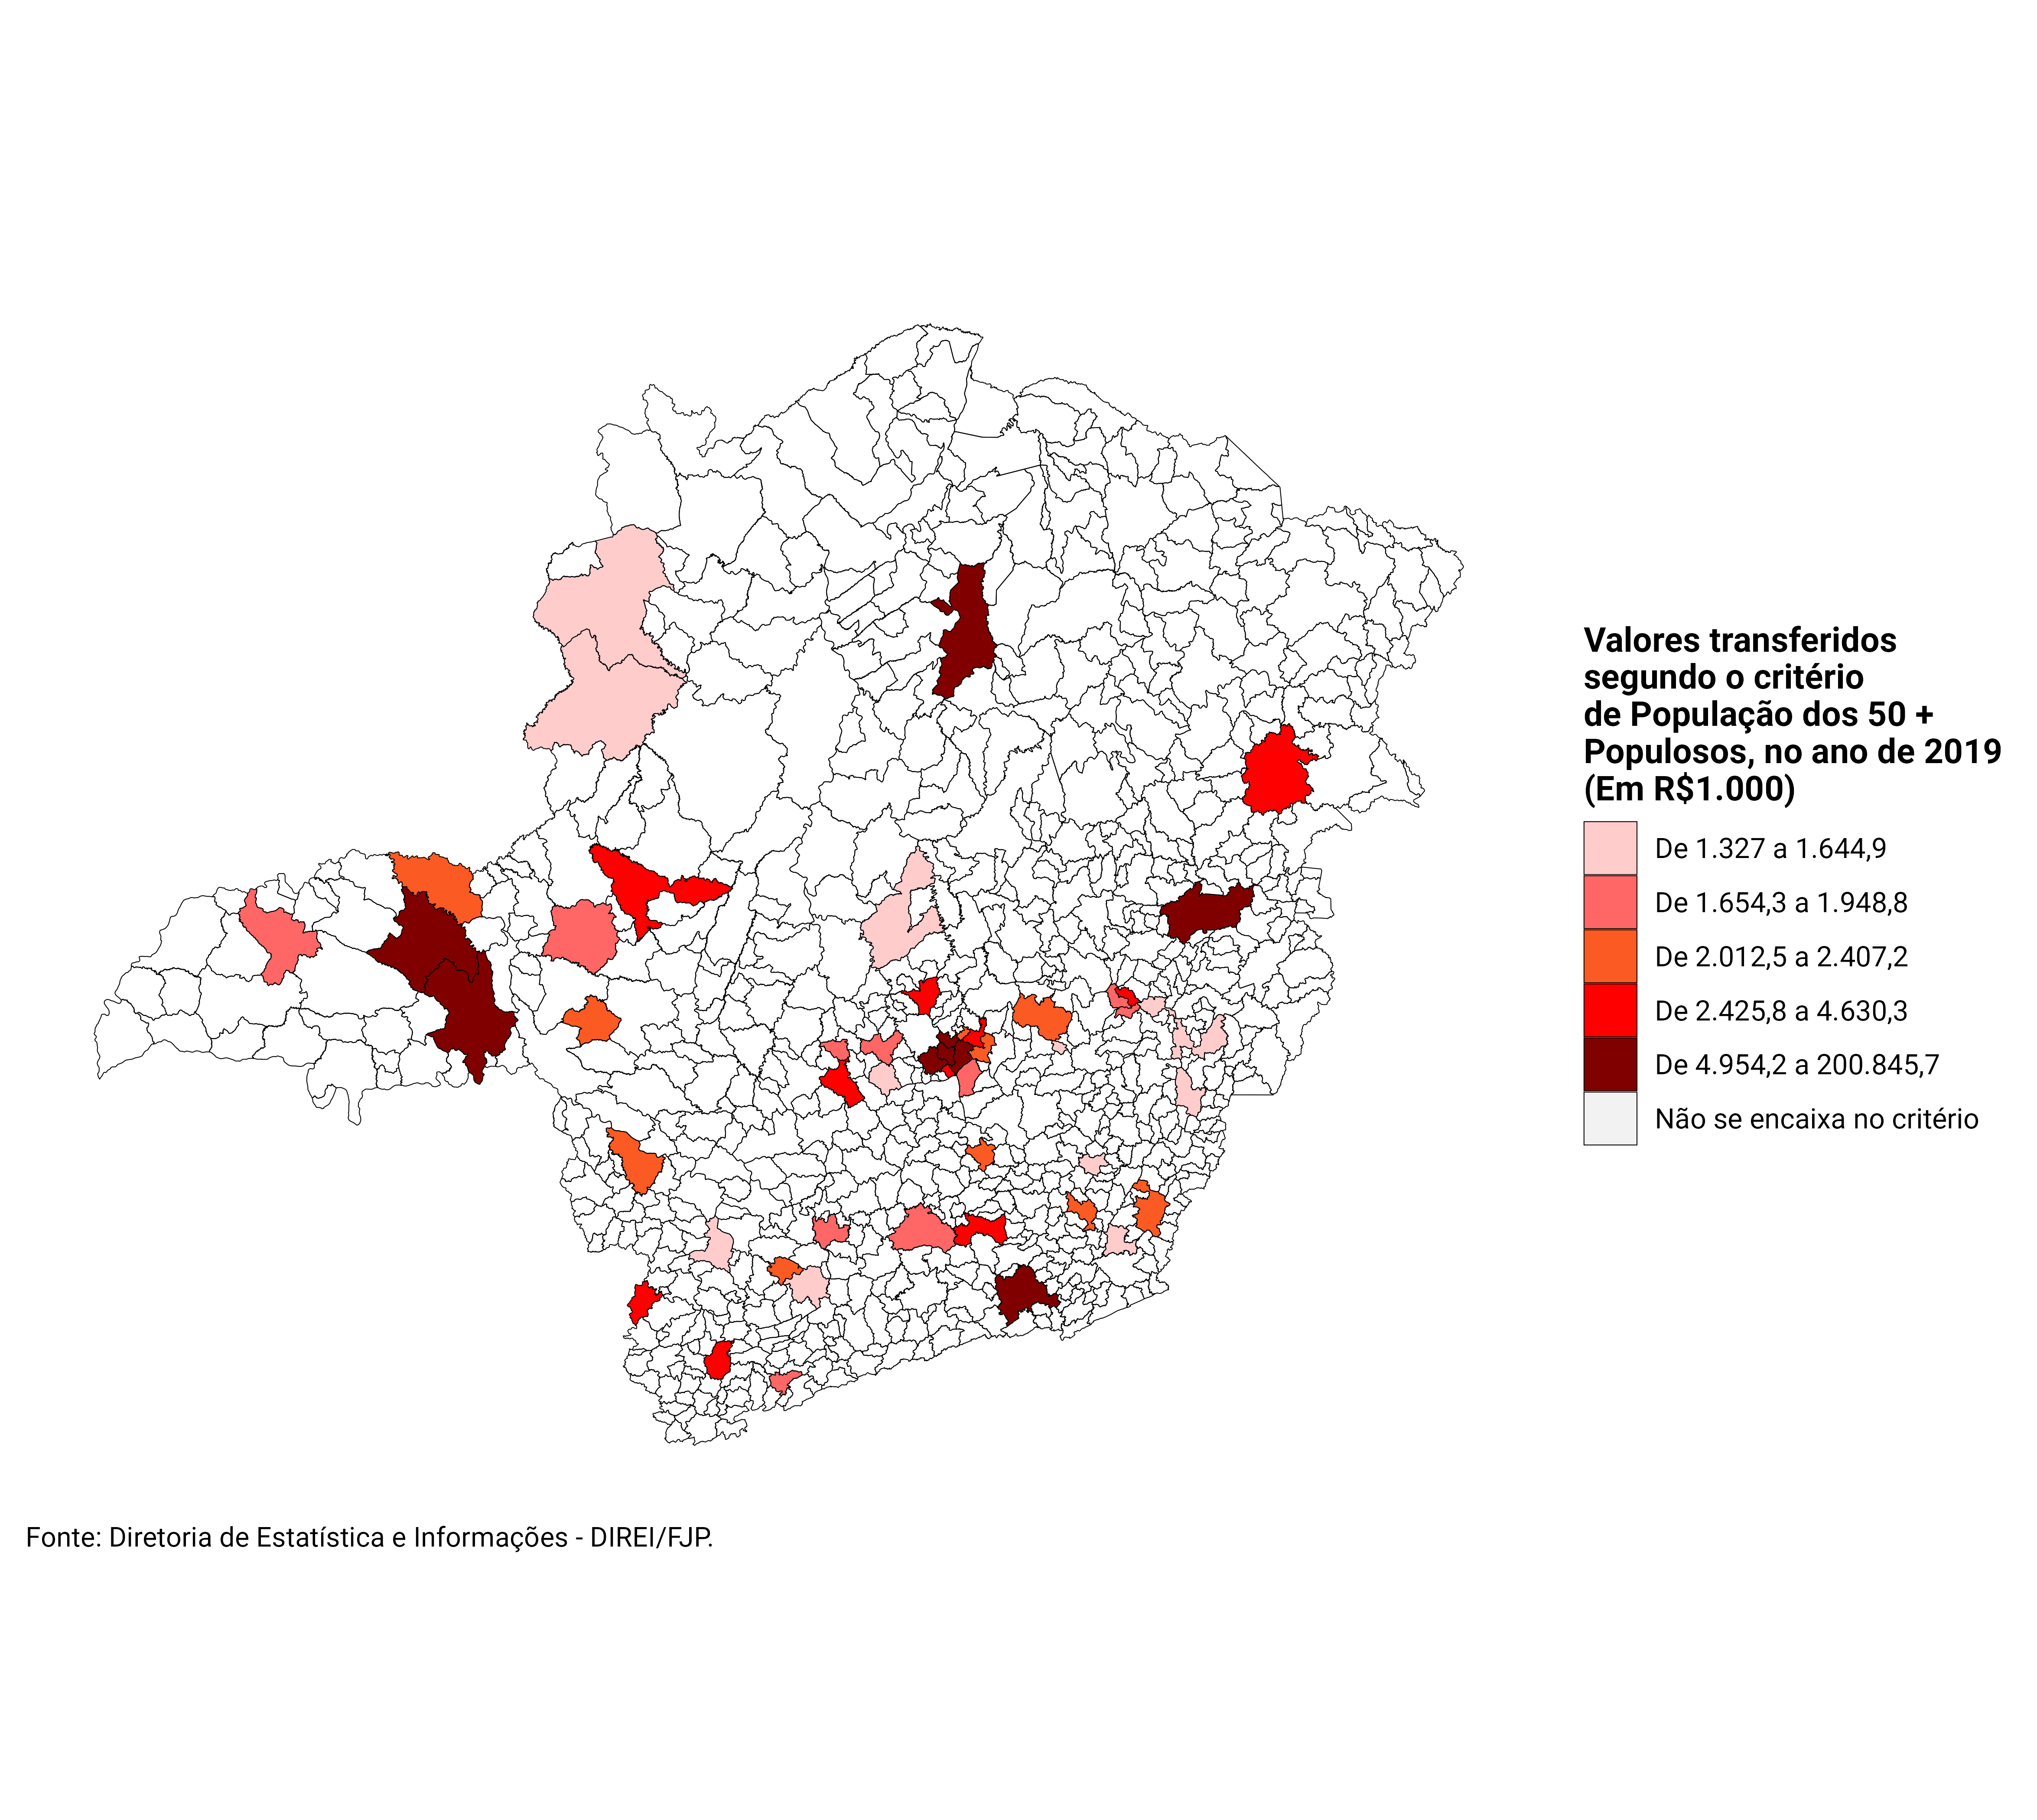 Valores transferidos
segundo o critério
de População dos 50 +
Populosos, no ano de 2019
(Em R$1.000)
De 1.327 a 1.644,9
De 1.654,3 a 1.948,8
De 2.012,5 a 2.407,2
De 2.425,8 a 4.630,3
De 4.954,2 a 200.845,7
Não se encaixa no critério
Fonte: Diretoria de Estatística e Informações - DIREI/FJP.